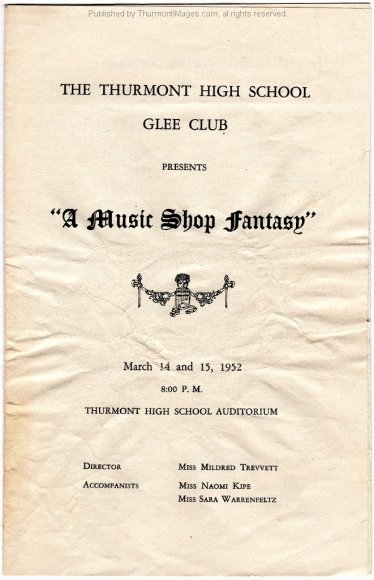 Published by ThurmontImages.com, all rights reserved
THE THURMONT HIGH SCHOOL
GLEE CLUB
PRESENTS
"A Music Shop Fantasy"
March 14 and 15, 1952
8:00 P. M.
THURMONT HIGH SCHOOL AUDITORIUM
DIRECTOR MISS MILDRED TREVVETT
ACCOMPANISTS MISS NAOMI KIPE
MISS SARA WARRENFELTZ